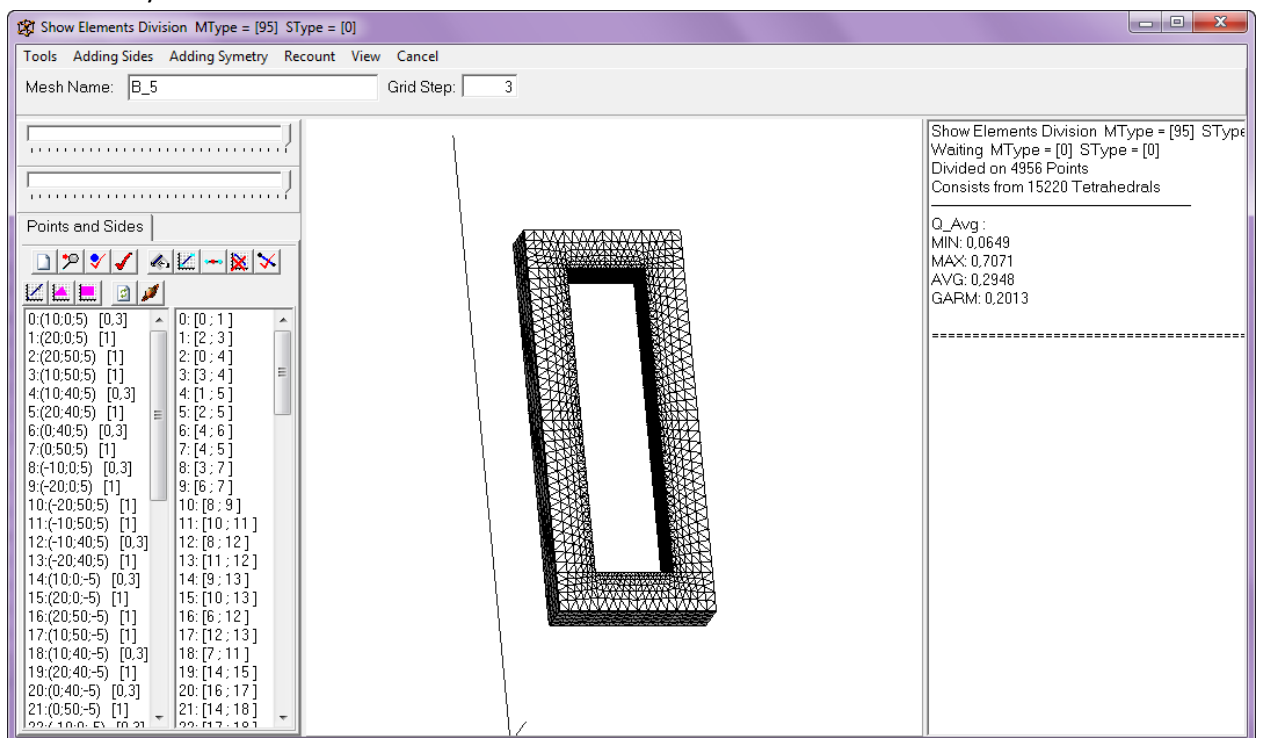 Show Elements Division MType = [95] SType = [0]
Tools Adding Sides Adding Symetry Recount View Cancel
Mesh Name: B_5 Grid Step: 3
Points and Sides
0:(10;0;5) [0,3]
1:(20;0;5) [1]
2:(20;50;5) [1]
3:(10;50;5) [1]
4:(10;40;5) [0,3]
5:(20;40;5) [1]
6:(0;40;5) [0,3]
7:(0;50;5) [1]
8:(-10;0;5) [0,3]
9:(-20;0;5) [1]
10:(-20;50;5) [1]
11:(-10;50;5) [1]
12:(-10;40;5) [0,3]
13:(-20;40;5) [1]
14:(10;0;-5) [0,3]
15:(20;0;-5) [1]
16:(20;50;-5) [1]
17:(10;50;-5) [1]
18:(10;40;-5) [0,3]
19:(20;40;-5) [1]
20:(0;40;-5) [0,3]
21:(0;50;-5) [1]
0: [0 ; 1 ]
1: [2 ; 3 ]
2: [0 ; 4 ]
3: [3 ; 4 ]
4: [1 ; 5 ]
5: [2 ; 5 ]
6: [4 ; 6 ]
7: [4 ; 5 ]
8: [3 ; 7 ]
9: [6 ; 7 ]
10: [8 ; 9 ]
11: [10 ; 11 ]
12: [8 ; 12 ]
13: [11 ; 12 ]
14: [9 ; 13 ]
15: [10 ; 13 ]
16: [6 ; 12 ]
17: [12 ; 13 ]
18: [7 ; 11 ]
19: [14 ; 15 ]
20: [16 ; 17 ]
21: [14 ; 18 ]
Show Elements Division MType = [95] SType
Waiting MType = [0] SType = [0]
Divided on 4956 Points
Consists from 15220 Tetrahedrals
Q_Avg :
MIN: 0,0649
MAX: 0,7071
AVG: 0,2948
GARM: 0,2013